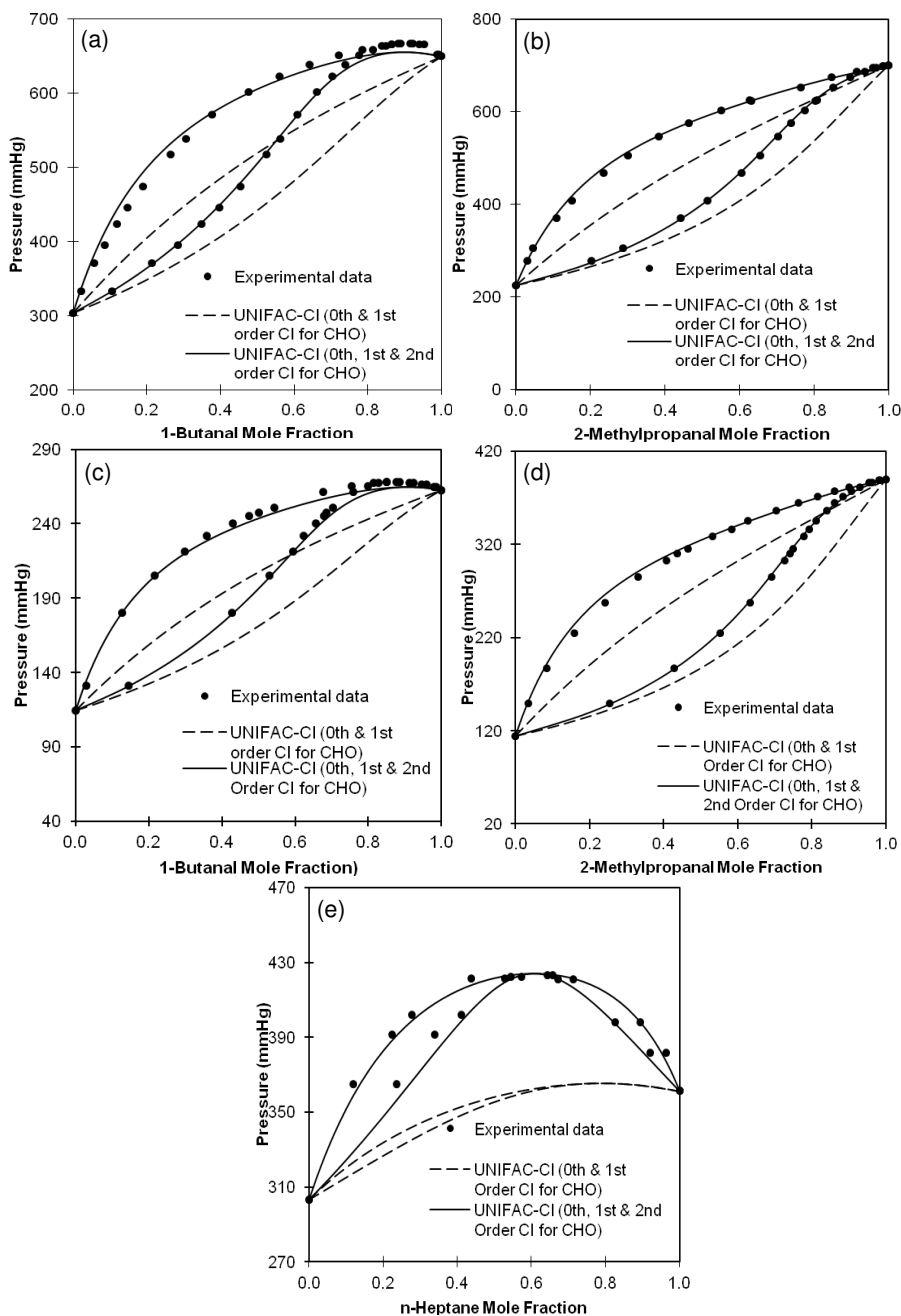 (a)
Pressure (mmHg)
700
600
500
400
300
200
Experimental data
UNIFAC-CI (0th & 1st
order CI for CHO)
UNIFAC-CI (0th, 1st & 2nd
order CI for CHO)
0.0 0.2 0.4 0.6 0.8 1.0
1-Butanal Mole Fraction
(b)
Pressure (mmHg)
800
600
400
200
0
Experimental data
UNIFAC-CI (0th & 1st
order CI for CHO)
UNIFAC-CI (0th, 1st & 2nd
order CI for CHO)
0.0 0.2 0.4 0.6 0.8 1.0
2-Methylpropanal Mole Fraction
(c)
Pressure (mmHg)
290
240
190
140
90
40
Experimental data
UNIFAC-CI (0th & 1st
order CI for CHO)
UNIFAC-CI (0th, 1st & 2nd
Order CI for CHO)
0.0 0.2 0.4 0.6 0.8 1.0
1-Butanal Mole Fraction)
(d)
Pressure (mmHg)
420
320
220
120
20
Experimental data
UNIFAC-CI (0th & 1st
Order CI for CHO)
UNIFAC-CI (0th, 1st &
2nd Order CI for CHO)
0.0 0.2 0.4 0.6 0.8 1.0
2-Methylpropanal Mole Fraction
(e)
Pressure (mmHg)
470
430
390
350
310
270
Experimental data
UNIFAC-CI (0th & 1st
Order CI for CHO)
UNIFAC-CI (0th, 1st & 2nd
Order CI for CHO)
0.0 0.2 0.4 0.6 0.8 1.0
n-Heptane Mole Fraction